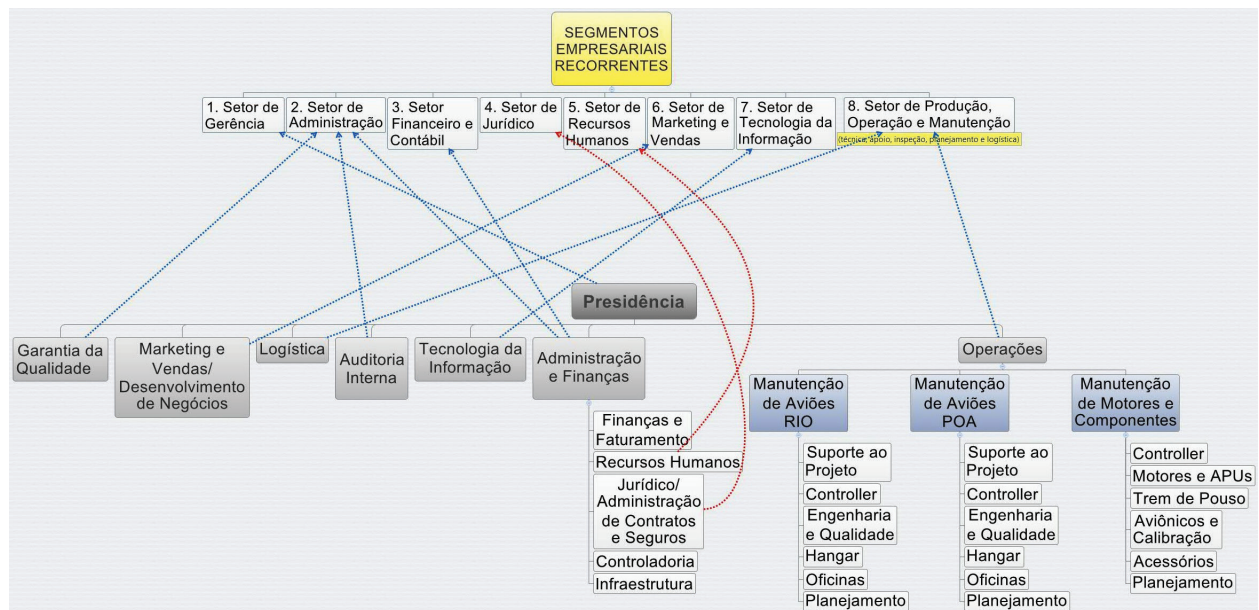 SEGMENTOS
EMPRESARIAIS
RECORRENTES
1. Setor de
Gerência
2. Setor de
Administração
3. Setor
Financeiro e
Contábil
4. Setor de
Jurídico
5. Setor de
Recursos
Humanos
6. Setor de
Marketing e
Vendas
7. Setor de
Tecnologia da
Informação
8. Setor de Produção,
Operação e Manutenção
(técnica, apoio, inspeção, planejamento e logística)
Presidência
Garantia da
Qualidade
Marketing e
Vendas/
Desenvolvimento
de Negócios
Logística
Auditoria
Interna
Tecnologia da
Informação
Administração
e Finanças
Operações
Finanças e
Faturamento
Recursos Humanos
Jurídico/
Administração
de Contratos
e Seguros
Controladoria
Infraestrutura
Manutenção
de Aviões
RIO
Suporte ao
Projeto
Controller
Engenharia
e Qualidade
Hangar
Oficinas
Planejamento
Manutenção
de Aviões
POA
Suporte ao
Projeto
Controller
Engenharia
e Qualidade
Hangar
Oficinas
Planejamento
Manutenção
de Motores e
Componentes
Controller
Motores e APUs
Trem de Pouso
Aviônicos e
Calibração
Acessórios
Planejamento